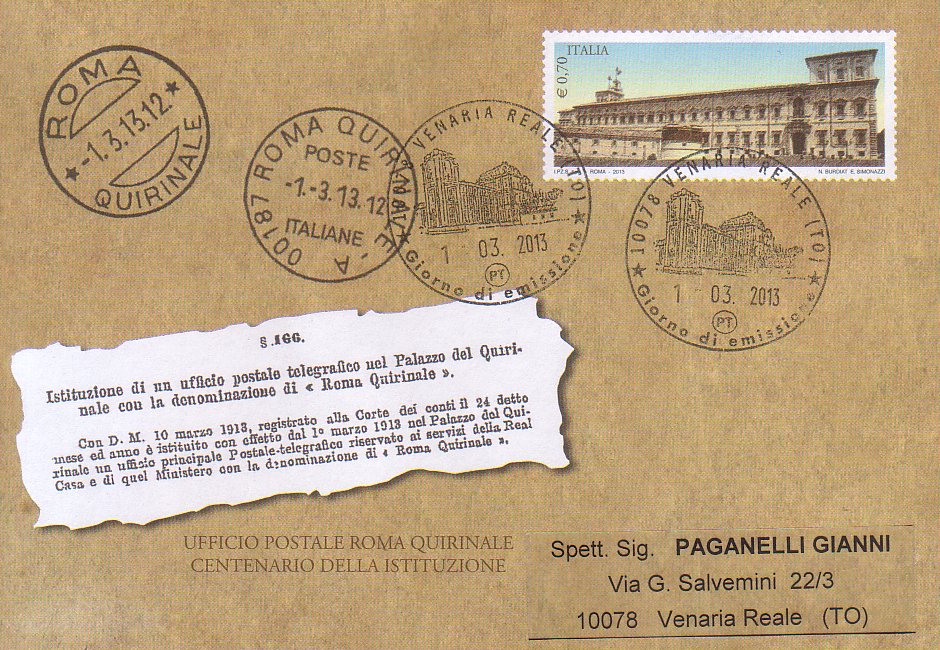 ROMA
-1.3.13.12
QUIRINALE
00187 ROMA QUIRINALE - A
POSTE
-1.-3.13.12
ITALIANE
VENARIA REALE (TO)
1 03. 2013
PT
Giorno di emissione
€ 0,70
ITALIA
I.P.Z.S.
ROMA - 2013
N. BURDIAT E. SIMONAZZI
10078 VENARIA REALE (TO)
1 03. 2013
PT
Giorno di emissione
§. 166.
Istituzione di un ufficio postale telegrafico nel Palazzo del Quiri-
nale con la denominazione di « Roma Quirinale ».
Con D. M. 10 marzo 1913, registrato alla Corte dei conti il 24 detto
mese ed anno è istituito con effetto dal 1° marzo 1913 nel Palazzo del Qui-
rinale un ufficio principale Postale-telegrafico riservato ai servizi della Real
Casa e di quel Ministero con la denominazione di « Roma Quirinale ».
UFFICIO POSTALE ROMA QUIRINALE
CENTENARIO DELLA ISTITUZIONE
Spett. Sig. PAGANELLI GIANNI
Via G. Salvemini 22/3
10078 Venaria Reale (TO)